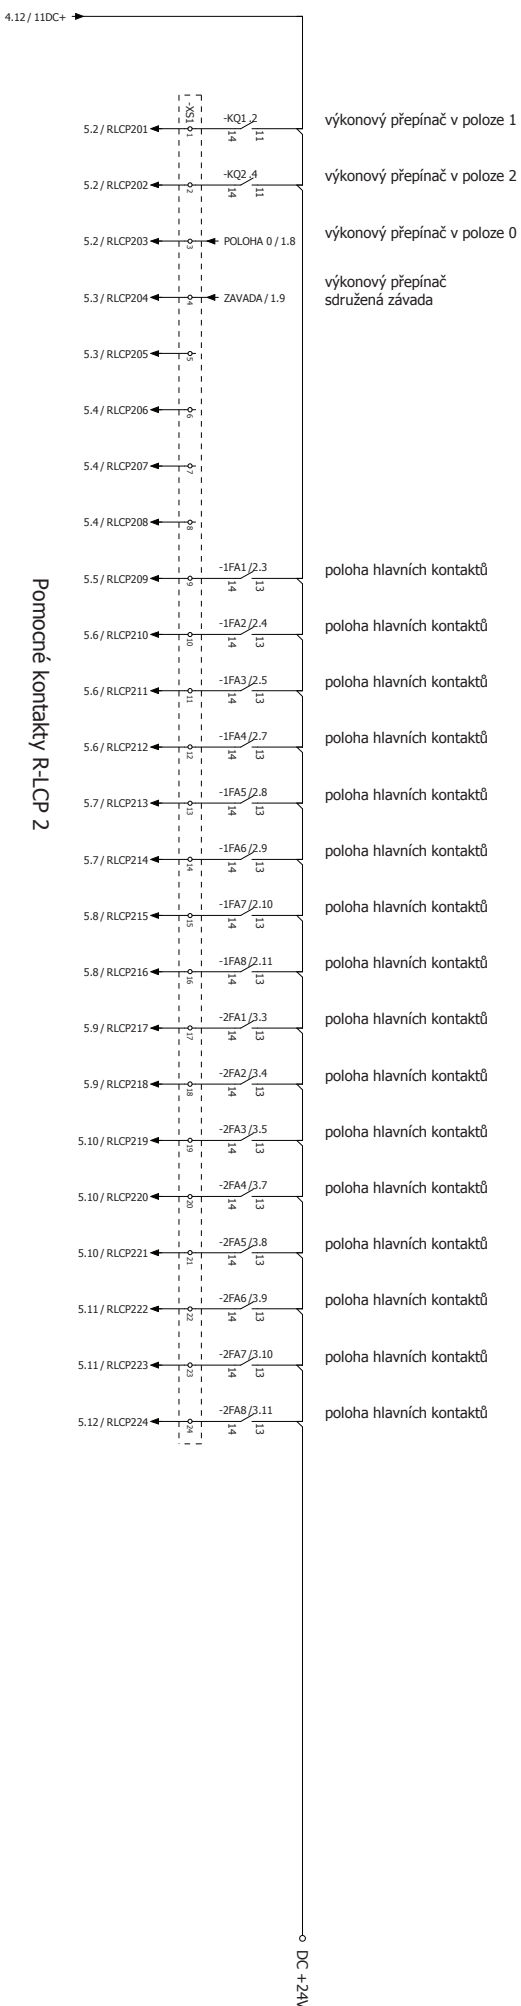 4.12 / 11DC+
-XS1
5.2 / RLCP201
1
-KQ1 .2
14
11
výkonový přepínač v poloze 1
5.2 / RLCP202
2
-KQ2 .4
14
11
výkonový přepínač v poloze 2
5.2 / RLCP203
3
POLOHA 0 / 1.8
výkonový přepínač v poloze 0
5.3 / RLCP204
4
ZAVADA / 1.9
výkonový přepínač
sdružená závada
5.3 / RLCP205
5
5.4 / RLCP206
6
5.4 / RLCP207
7
5.4 / RLCP208
8
5.5 / RLCP209
9
-1FA1 /2.3
14
13
poloha hlavních kontaktů
5.6 / RLCP210
10
-1FA2 /2.4
14
13
poloha hlavních kontaktů
5.6 / RLCP211
11
-1FA3 /2.5
14
13
poloha hlavních kontaktů
5.6 / RLCP212
12
-1FA4 /2.7
14
13
poloha hlavních kontaktů
5.7 / RLCP213
13
-1FA5 /2.8
14
13
poloha hlavních kontaktů
5.7 / RLCP214
14
-1FA6 /2.9
14
13
poloha hlavních kontaktů
5.8 / RLCP215
15
-1FA7 /2.10
14
13
poloha hlavních kontaktů
5.8 / RLCP216
16
-1FA8 /2.11
14
13
poloha hlavních kontaktů
5.9 / RLCP217
17
-2FA1 /3.3
14
13
poloha hlavních kontaktů
5.9 / RLCP218
18
-2FA2 /3.4
14
13
poloha hlavních kontaktů
5.10 / RLCP219
19
-2FA3 /3.5
14
13
poloha hlavních kontaktů
5.10 / RLCP220
20
-2FA4 /3.7
14
13
poloha hlavních kontaktů
5.10 / RLCP221
21
-2FA5 /3.8
14
13
poloha hlavních kontaktů
5.11 / RLCP222
22
-2FA6 /3.9
14
13
poloha hlavních kontaktů
5.11 / RLCP223
23
-2FA7 /3.10
14
13
poloha hlavních kontaktů
5.12 / RLCP224
24
-2FA8 /3.11
14
13
poloha hlavních kontaktů
Pomocné kontakty R-LCP 2
DC +24V